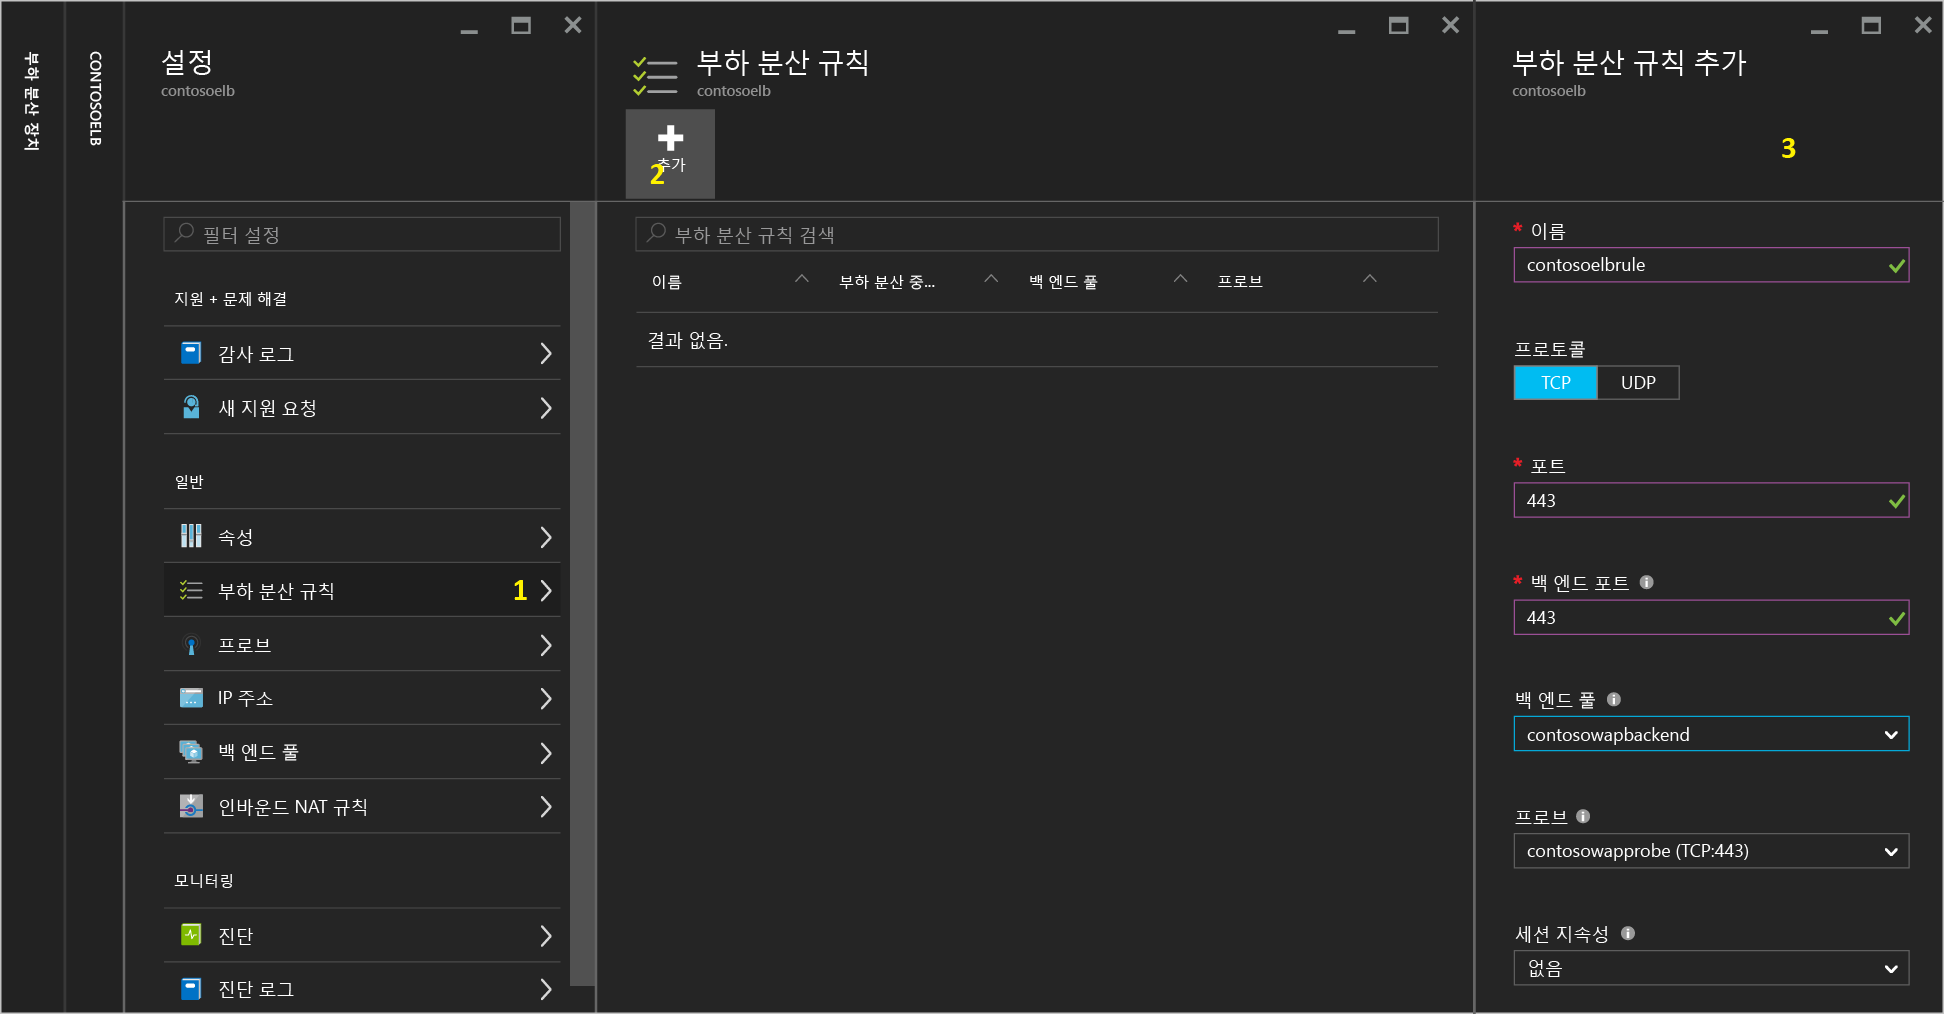 부하 분산 장치
CONTOSOELB
설정
contosoelb
필터 설정
지원 + 문제 해결
감사 로그
새 지원 요청
일반
속성
부하 분산 규칙
1
프로브
IP 주소
백 엔드 풀
인바운드 NAT 규칙
모니터링
진단
진단 로그
부하 분산 규칙
contosoelb
추가
2
부하 분산 규칙 검색
이름 부하 분산 중... 백 엔드 풀 프로브
결과 없음.
부하 분산 규칙 추가
contosoelb
3
* 이름
contosoelbrule
프로토콜
TCP UDP
* 포트
443
* 백 엔드 포트
443
백 엔드 풀
contosowapbackend
프로브
contosowapprobe (TCP:443)
세션 지속성
없음